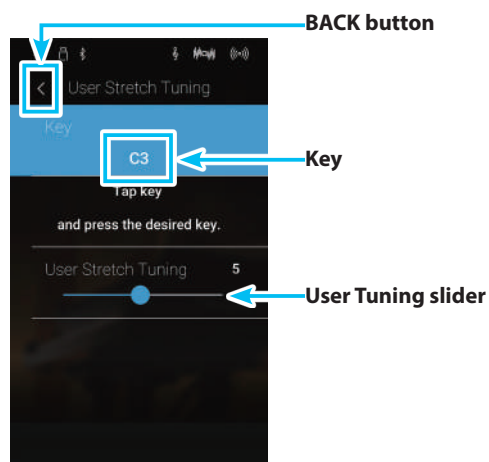 BACK button
User Stretch Tuning
Key
C3
Key
Tap key
and press the desired key.
User Stretch Tuning 5
User Tuning slider